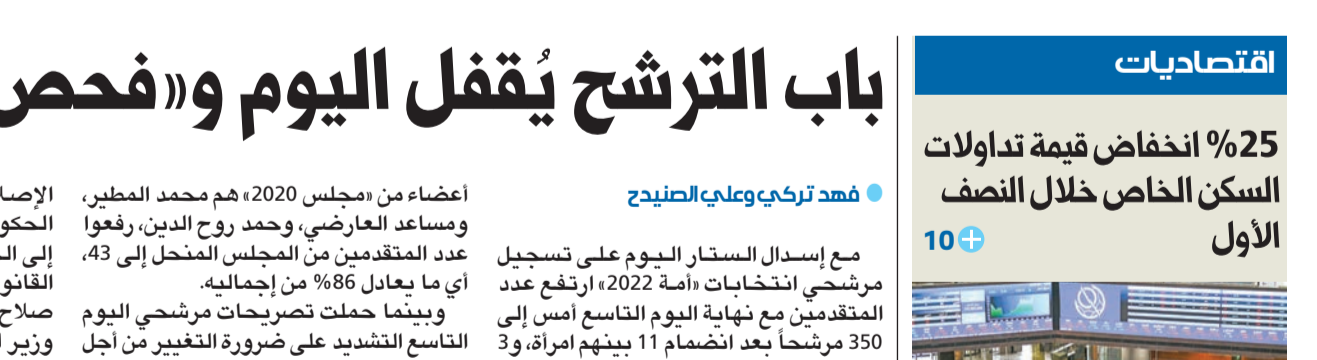 اقتصاديات
25% انخفاض قيمة تداولات
السكن الخاص خلال النصف
الأول
10
باب الترشح يُقفل اليوم و«فحص
فهد تركي وعلي الصنيدح
مع إسدال الستار اليوم على تسجيل
مرشحي انتخابات «أمة 2022» ارتفع عدد
المتقدمين مع نهاية اليوم التاسع أمس إلى
350 مرشحاً بعد انضمام 11 بينهم امرأة، و3
أعضاء من «مجلس 2020» هم محمد المطير،
ومساعد العارضي، وحمد روح الدين، رفعوا
عدد المتقدمين من المجلس المنحل إلى 43،
أي ما يعادل 86% من إجماليه.
وبينما حملت تصريحات مرشحي اليوم
التاسع التشديد على ضرورة التغيير من أجل
إلى
صلاح
وزير